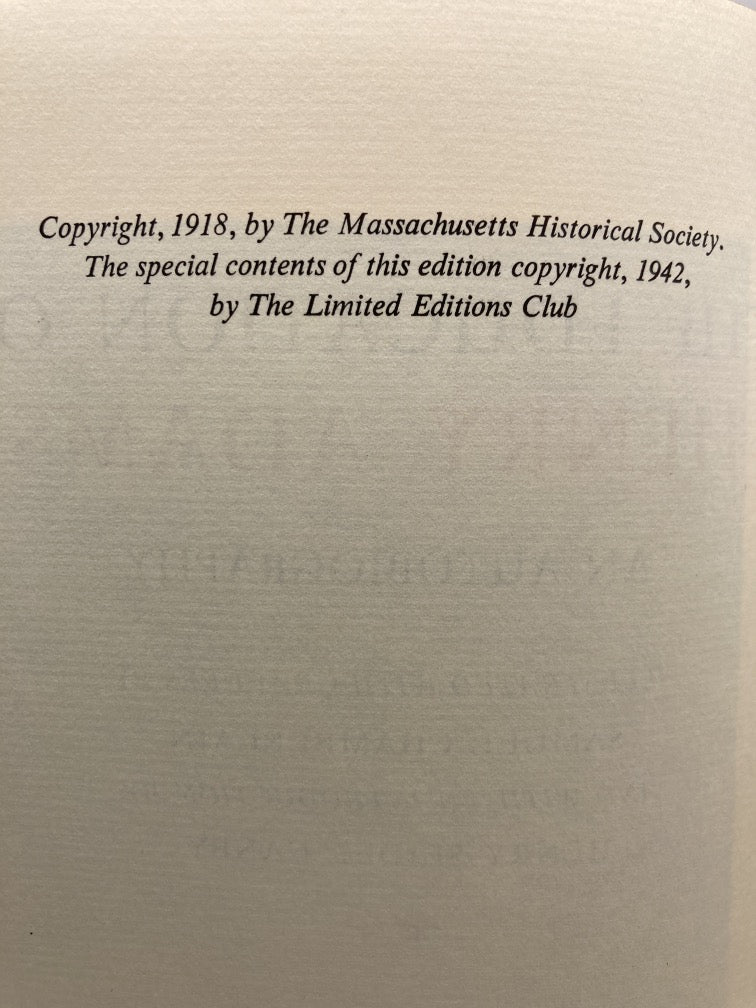 Copyright, 1918, by The Massachusetts Historical Society.
The special contents of this edition copyright, 1942,
by The Limited Editions Club